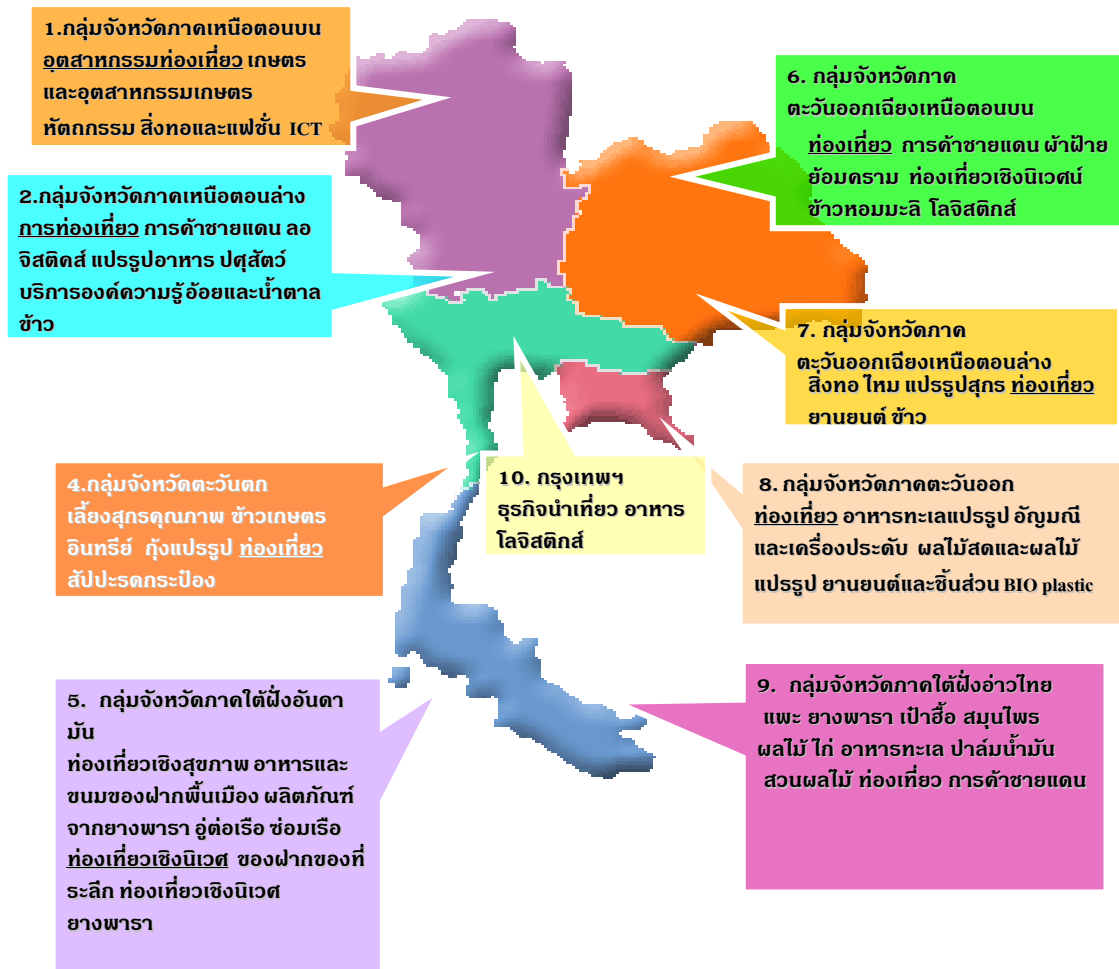 1.กลุ่มจังหวัดภาคเหนือตอนบน
อุตสาหกรรมท่องเที่ยว เกษตร
และอุตสาหกรรมเกษตร
หัตถกรรม สิ่งทอและแฟชั่น ICT
2.กลุ่มจังหวัดภาคเหนือตอนล่าง
การท่องเที่ยว การค้าชายแดน ลอ
จิสติคส์ แปรรูปอาหาร ปศุสัตว์
บริการองค์ความรู้ อ้อยและน้ำตาล
ข้าว
4.กลุ่มจังหวัดตะวันตก
เลี้ยงสุกรคุณภาพ ข้าวเกษตร
อินทรีย์ กุ้งแปรรูป ท่องเที่ยว
สัปปะรดกระป๋อง
5. กลุ่มจังหวัดภาคใต้ฝั่งอันดา
มัน
ท่องเที่ยวเชิงสุขภาพ อาหารและ
ขนมของฝากพื้นเมือง ผลิตภัณฑ์
จากยางพารา อู่ต่อเรือ ซ่อมเรือ
ท่องเที่ยวเชิงนิเวศ ของฝากของที่
ระลึก ท่องเที่ยวเชิงนิเวศ
ยางพารา
6. กลุ่มจังหวัดภาค
ตะวันออกเฉียงเหนือตอนบน
ท่องเที่ยว การค้าชายแดน ผ้าฝ้าย
ย้อมคราม ท่องเที่ยวเชิงนิเวศน์
ข้าวหอมมะลิ โลจิสติกส์
7. กลุ่มจังหวัดภาค
ตะวันออกเฉียงเหนือตอนล่าง
สิ่งทอ ไหม แปรรูปสุกร ท่องเที่ยว
ยานยนต์ ข้าว
8. กลุ่มจังหวัดภาคตะวันออก
ท่องเที่ยว อาหารทะเลแปรรูป อัญมณี
และเครื่องประดับ ผลไม้สดและผลไม้
แปรรูป ยานยนต์และชิ้นส่วน BIO plastic
9. กลุ่มจังหวัดภาคใต้ฝั่งอ่าวไทย
แพะ ยางพารา เป๋าฮื้อ สมุนไพร
ผลไม้ ไก่ อาหารทะเล ปาล์มน้ำมัน
สวนผลไม้ ท่องเที่ยว การค้าชายแดน
10. กรุงเทพฯ
ธุรกิจนำเที่ยว อาหาร
โลจิสติกส์